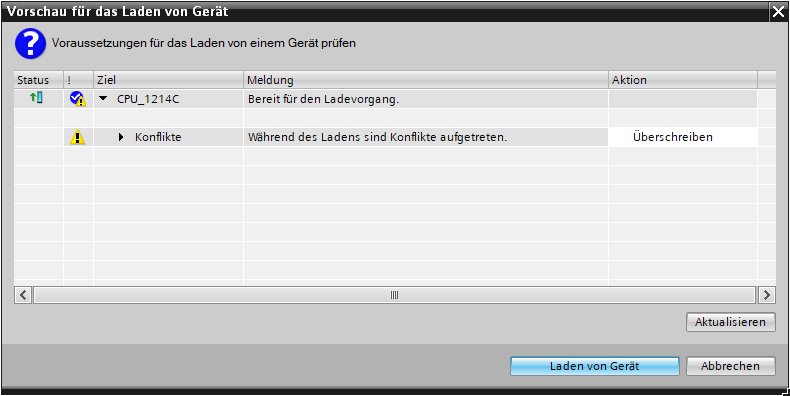 Vorschau für das Laden von Gerät
Voraussetzungen für das Laden von einem Gerät prüfen
Status ! Ziel Meldung Aktion
CPU_1214C Bereit für den Ladevorgang.
Konflikte Während des Ladens sind Konflikte aufgetreten. Überschreiben
Aktualisieren
Laden von Gerät Abbrechen